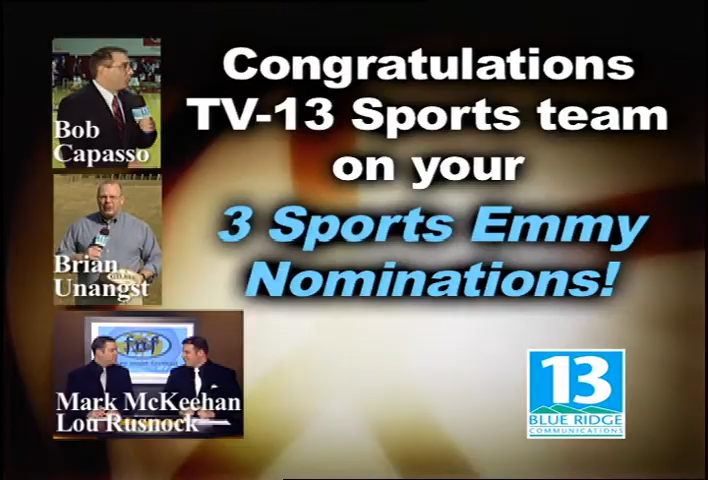 Congratulations
TV-13 Sports team
on your
3 Sports Emmy
Nominations!
Bob
Capasso
Brian
Unangst
Mark McKeehan
Lou Rusnock
13
BLUE RIDGE
COMMUNICATIONS